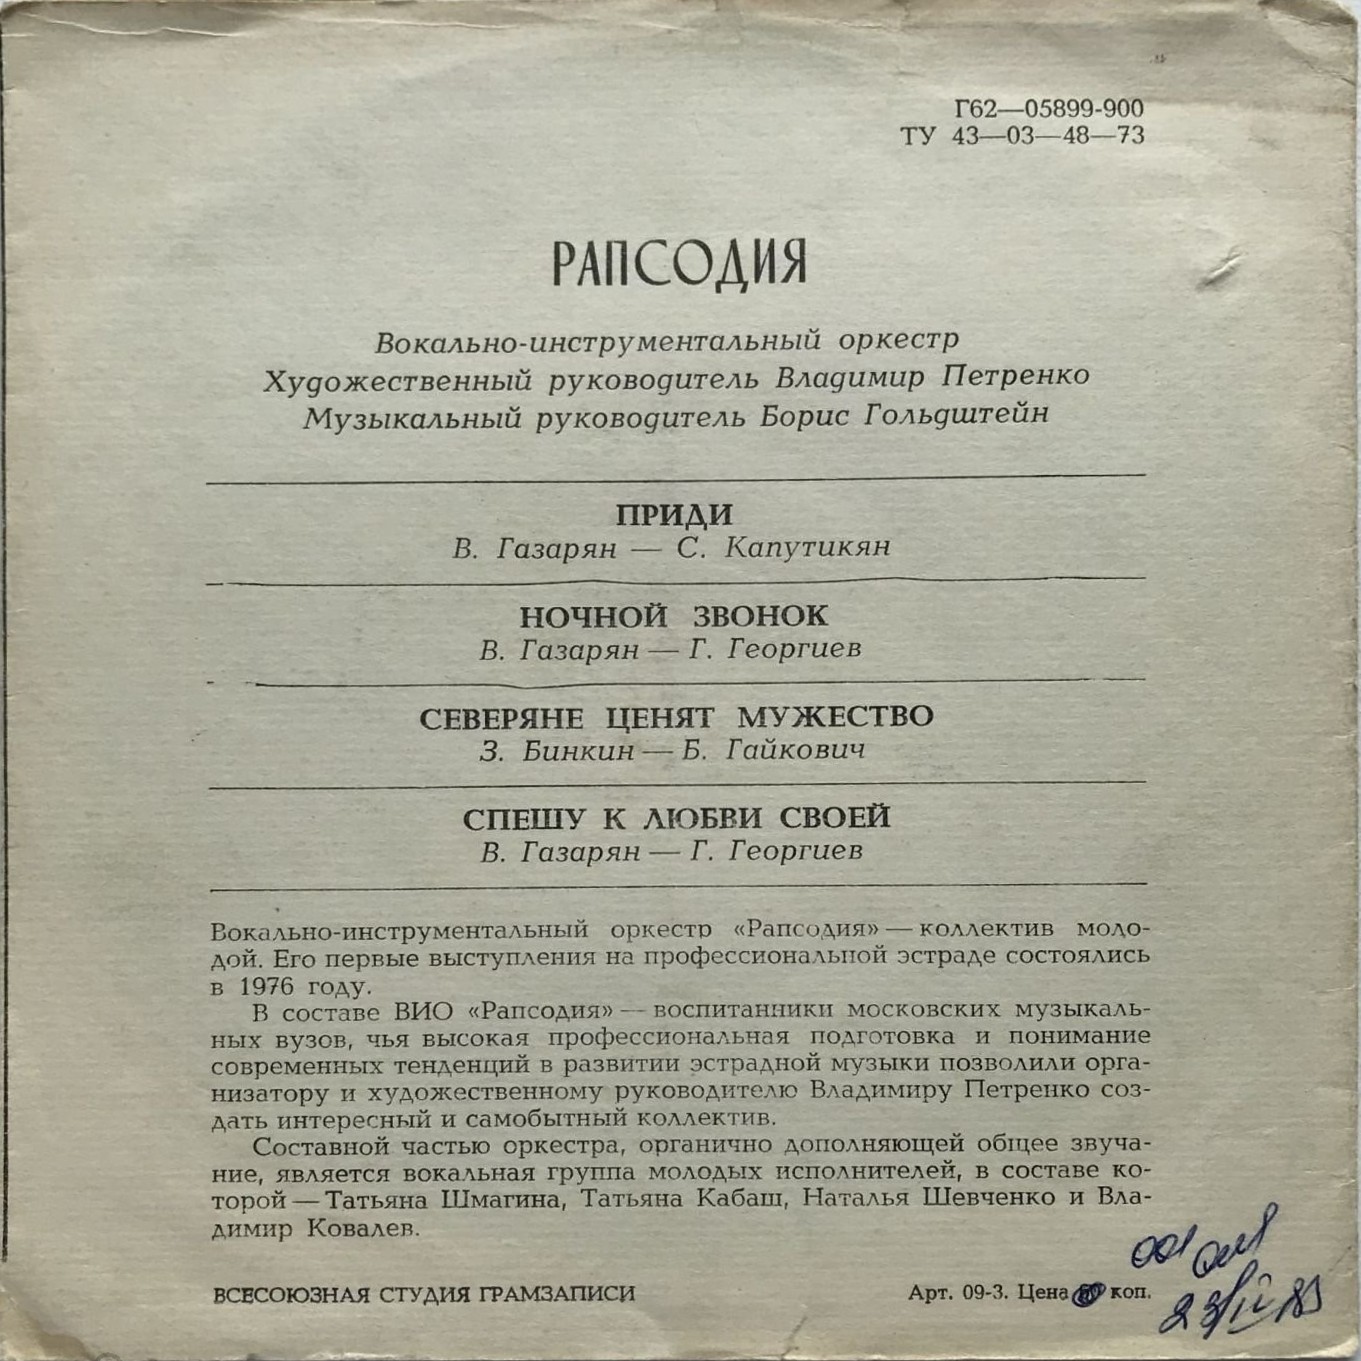 Г62—05899-900
ТУ 43—03—48—73
РАПСОДИЯ
Вокально-инструментальный оркестр
Художественный руководитель Владимир Петренко
Музыкальный руководитель Борис Гольдштейн
ПРИДИ
В. Газарян — С. Капутикян
НОЧНОЙ ЗВОНОК
В. Газарян — Г. Георгиев
СЕВЕРЯНЕ ЦЕНЯТ МУЖЕСТВО
З. Бинкин — Б. Гайкович
СПЕШУ К ЛЮБВИ СВОЕЙ
В. Газарян — Г. Георгиев
Вокально-инструментальный оркестр «Рапсодия» — коллектив моло-
дой. Его первые выступления на профессиональной эстраде состоялись
в 1976 году.
В составе ВИО «Рапсодия» — воспитанники московских музыкаль-
ных вузов, чья высокая профессиональная подготовка и понимание
современных тенденций в развитии эстрадной музыки позволили орга-
низатору и художественному руководителю Владимиру Петренко соз-
дать интересный и самобытный коллектив.
Составной частью оркестра, органично дополняющей общее звуча-
ние, является вокальная группа молодых исполнителей, в составе ко-
торой — Татьяна Шмагина, Татьяна Кабаш, Наталья Шевченко и Вла-
димир Ковалев.
ВСЕСОЮЗНАЯ СТУДИЯ ГРАМЗАПИСИ
Арт. 09-3. Цена коп.